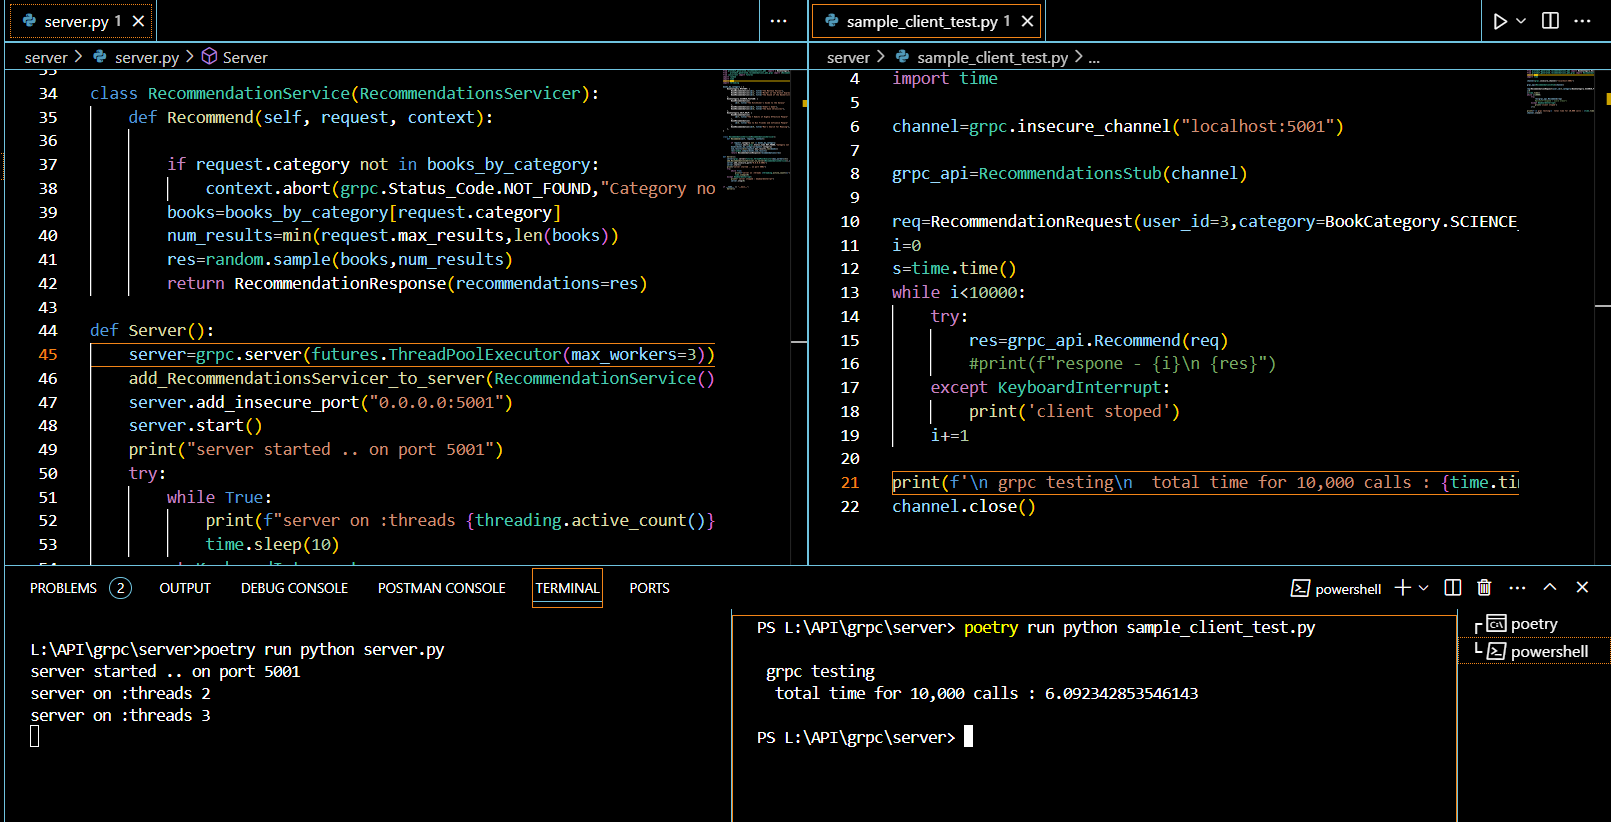 server.py 1
sample_client_test.py 1
server > server.py > Server
server > sample_client_test.py > ...
34 class RecommendationService(RecommendationsServicer):
35 def Recommend(self, request, context):
36
37 if request.category not in books_by_category:
38 context.abort(grpc.Status_Code.NOT_FOUND,"Category no
39 books=books_by_category[request.category]
40 num_results=min(request.max_results,len(books))
41 res=random.sample(books,num_results)
42 return RecommendationResponse(recommendations=res)
43
44 def Server():
45 server=grpc.server(futures.ThreadPoolExecutor(max_workers=3))
46 add_RecommendationsServicer_to_server(RecommendationService()
47 server.add_insecure_port("0.0.0.0:5001")
48 server.start()
49 print("server started .. on port 5001")
50 try:
51 while True:
52 print(f"server on :threads {threading.active_count()}
53 time.sleep(10)
4 import time
5
6 channel=grpc.insecure_channel("localhost:5001")
7
8 grpc_api=RecommendationsStub(channel)
9
10 req=RecommendationRequest(user_id=3,category=BookCategory.SCIENCE_
11 i=0
12 s=time.time()
13 while i<10000:
14 try:
15 res=grpc_api.Recommend(req)
16 #print(f"respone - {i}\n {res}")
17 except KeyboardInterrupt:
18 print('client stoped')
19 i+=1
20
21 print(f'\n grpc testing\n  total time for 10,000 calls : {time.ti
22 channel.close()
PROBLEMS 2 OUTPUT DEBUG CONSOLE POSTMAN CONSOLE TERMINAL PORTS
powershell
L:\API\grpc\server>poetry run python server.py
server started .. on port 5001
server on :threads 2
server on :threads 3
PS L:\API\grpc\server> poetry run python sample_client_test.py
grpc testing
total time for 10,000 calls : 6.092342853546143
PS L:\API\grpc\server>
poetry
powershell